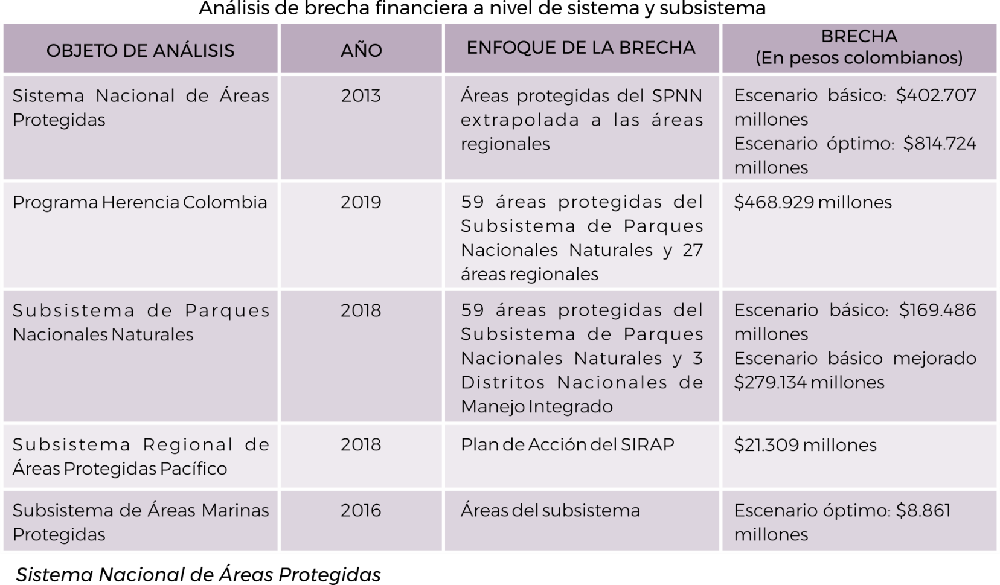 Análisis de brecha financiera a nivel de sistema y subsistema
OBJETO DE ANÁLISIS
AÑO
ENFOQUE DE LA BRECHA
BRECHA
(En pesos colombianos)
Sistema Nacional de Áreas
Protegidas
2013
Áreas protegidas del SPNN
extrapolada a las áreas
regionales
Escenario básico: $402.707
millones
Escenario óptimo: $814.724
millones
Programa Herencia Colombia
2019
59 áreas protegidas del
Subsistema de Parques
Nacionales Naturales y 27
áreas regionales
$468.929 millones
Subsistema de Parques
Nacionales Naturales
2018
59 áreas protegidas del
Subsistema de Parques
Nacionales Naturales y 3
Distritos Nacionales de
Manejo Integrado
Escenario básico: $169.486
millones
Escenario básico mejorado
$279.134 millones
Subsistema Regional de
Áreas Protegidas Pacífico
2018
Plan de Acción del SIRAP
$21.309 millones
Subsistema de Áreas Marinas
Protegidas
2016
Áreas del subsistema
Escenario óptimo: $8.861
millones
Sistema Nacional de Áreas Protegidas